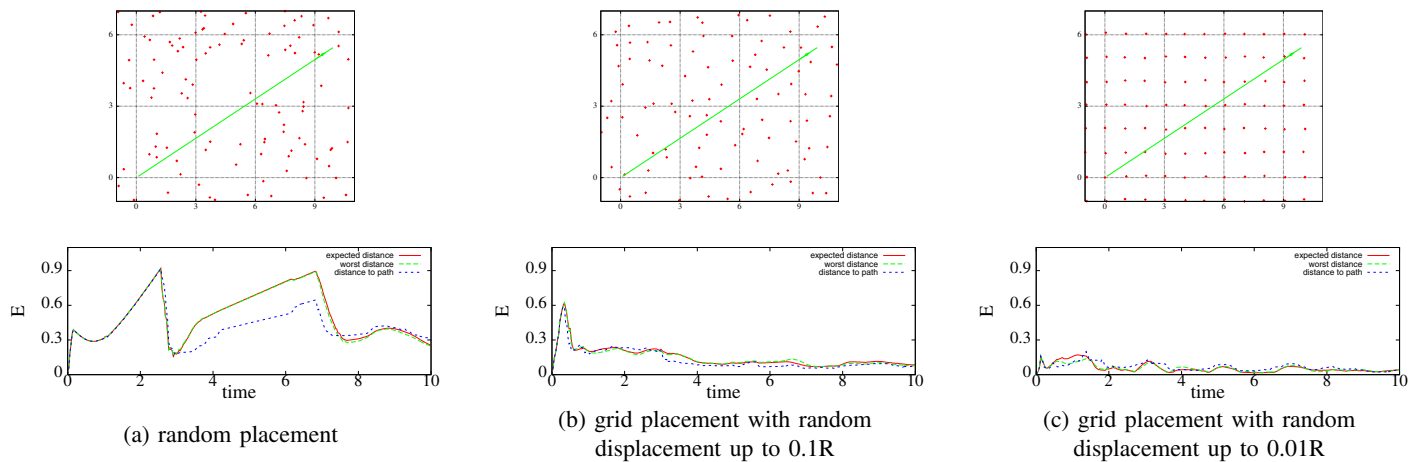 6
3
0
0 3 6 9
6
3
0
0 3 6 9
6
3
0
0 3 6 9
expected distance
worst distance
distance to path
0.9
0.6
0.3
0
E
0 2 4 6 8 10
time
expected distance
worst distance
distance to path
0.9
0.6
0.3
0
E
0 2 4 6 8 10
time
expected distance
worst distance
distance to path
0.9
0.6
0.3
0
E
0 2 4 6 8 10
time
(a) random placement
(b) grid placement with random
displacement up to 0.1R
(c) grid placement with random
displacement up to 0.01R